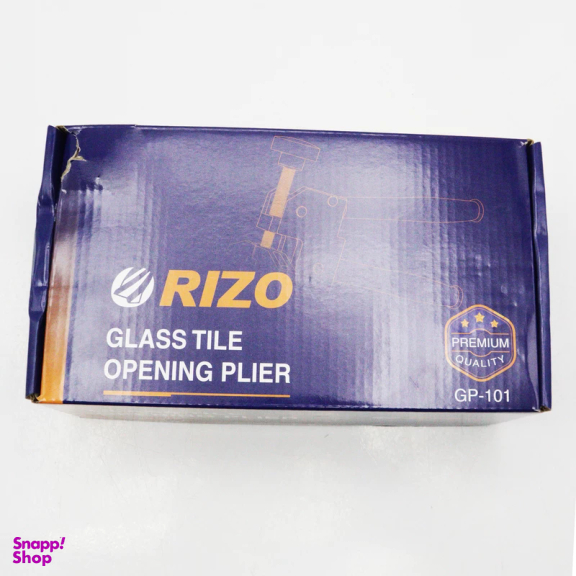 RIZO
GLASS TILE
OPENING PLIER
PREMIUM
QUALITY
GP-101
Snapp!
Shop